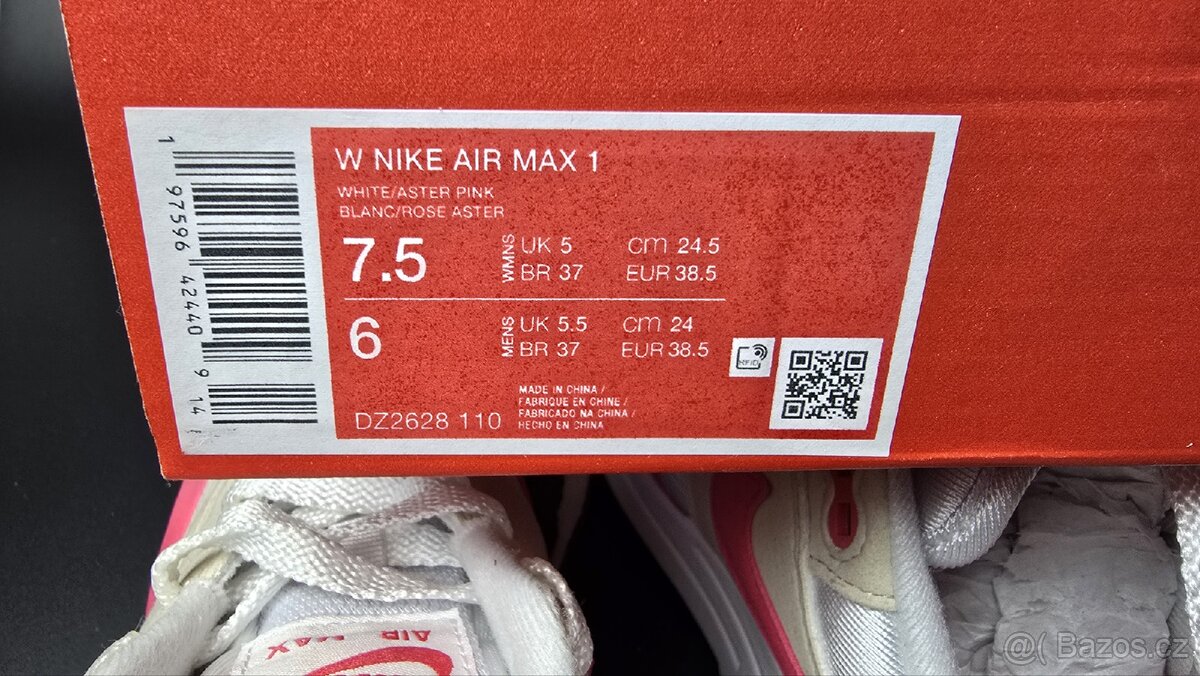 W NIKE AIR MAX 1
WHITE/ASTER PINK
BLANC/ROSE ASTER
7.5
WMNS
UK 5 cm 24.5
BR 37 EUR 38.5
6
MENS
UK 5.5 cm 24
BR 37 EUR 38.5
RFID
MADE IN CHINA /
FABRIQUE EN CHINE /
FABRICADO NA CHINA /
HECHO EN CHINA
DZ2628 110
1 97596 42440 9 14
AIR MAX
Bazos.cz